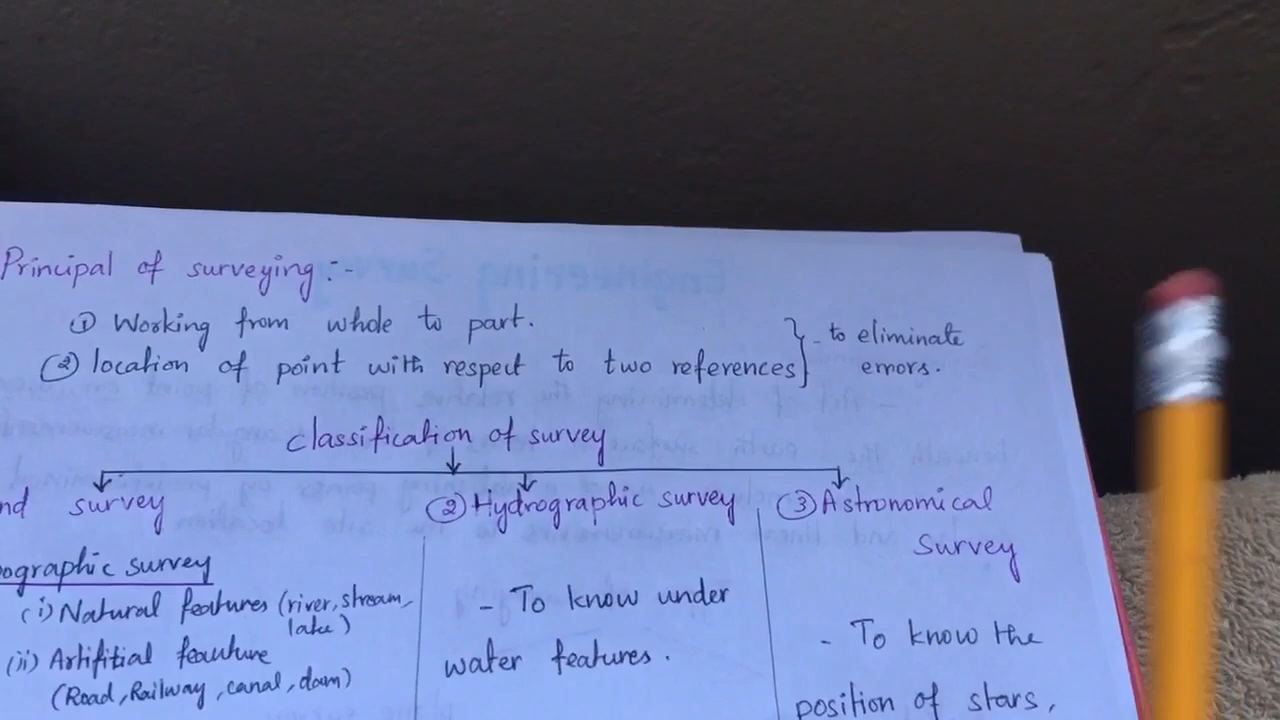 Principal of surveying :-
① Working from whole to part.
② location of point with respect to two references } - to eliminate errors.
classification of survey
survey
② Hydrographic survey
③ Astronomical survey
ographic survey
(i) Natural features (river, stream, lake)
(ii) Artifitial feauture
(Road, Railway, canal, dam)
- To know under
water features.
- To know the
position of stars,